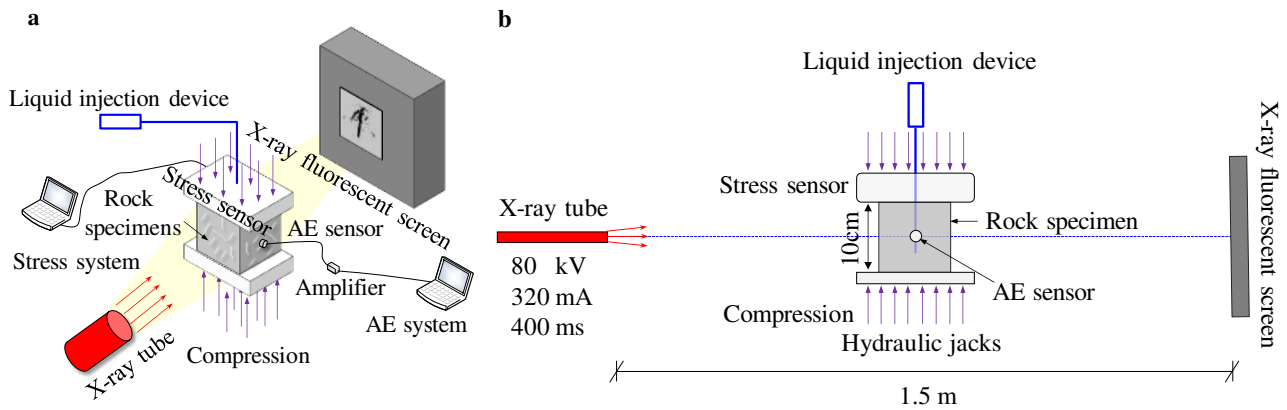 a
Liquid injection device
X-ray fluorescent screen
Stress sensor
Rock
specimens
AE sensor
Stress system
Amplifier
AE system
X-ray tube
Compression
b
Liquid injection device
Stress sensor
X-ray tube
80 kV
320 mA
400 ms
10cm
Rock specimen
AE sensor
Compression
Hydraulic jacks
X-ray fluorescent screen
1.5 m